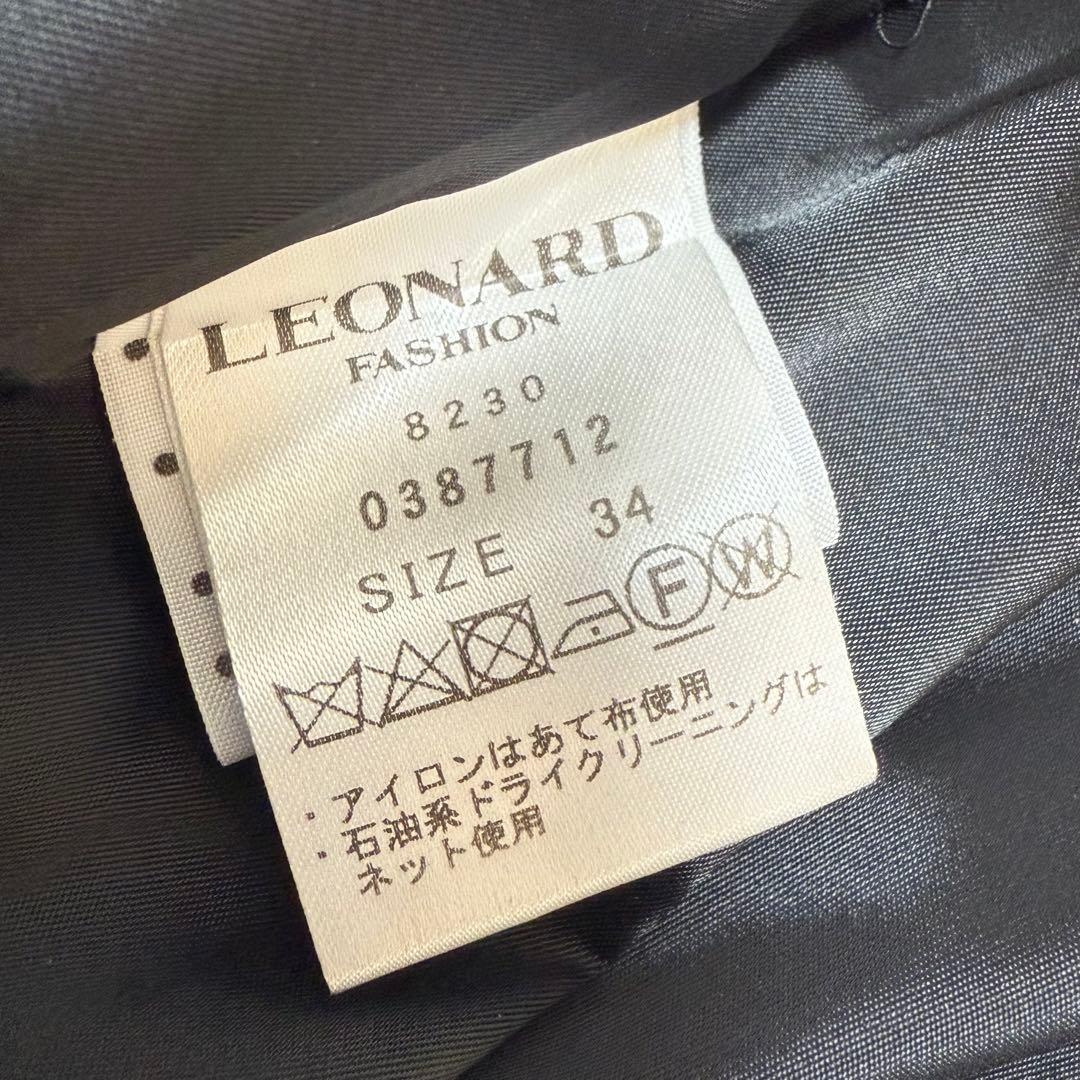 LEONARD
FASHION
8230
0387712
SIZE 34
F W
・アイロンはあて布使用
・石油系ドライクリーニングは
ネット使用